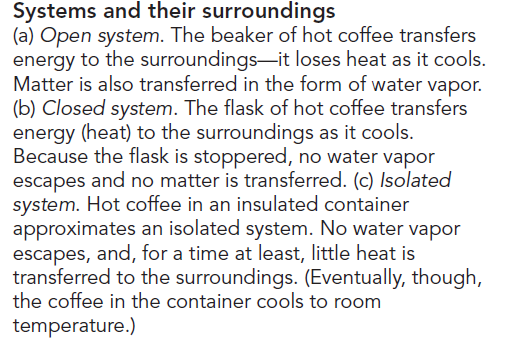 Systems and their surroundings
(a) Open system. The beaker of hot coffee transfers
energy to the surroundings—it loses heat as it cools.
Matter is also transferred in the form of water vapor.
(b) Closed system. The flask of hot coffee transfers
energy (heat) to the surroundings as it cools.
Because the flask is stoppered, no water vapor
escapes and no matter is transferred. (c) Isolated
system. Hot coffee in an insulated container
approximates an isolated system. No water vapor
escapes, and, for a time at least, little heat is
transferred to the surroundings. (Eventually, though,
the coffee in the container cools to room
temperature.)